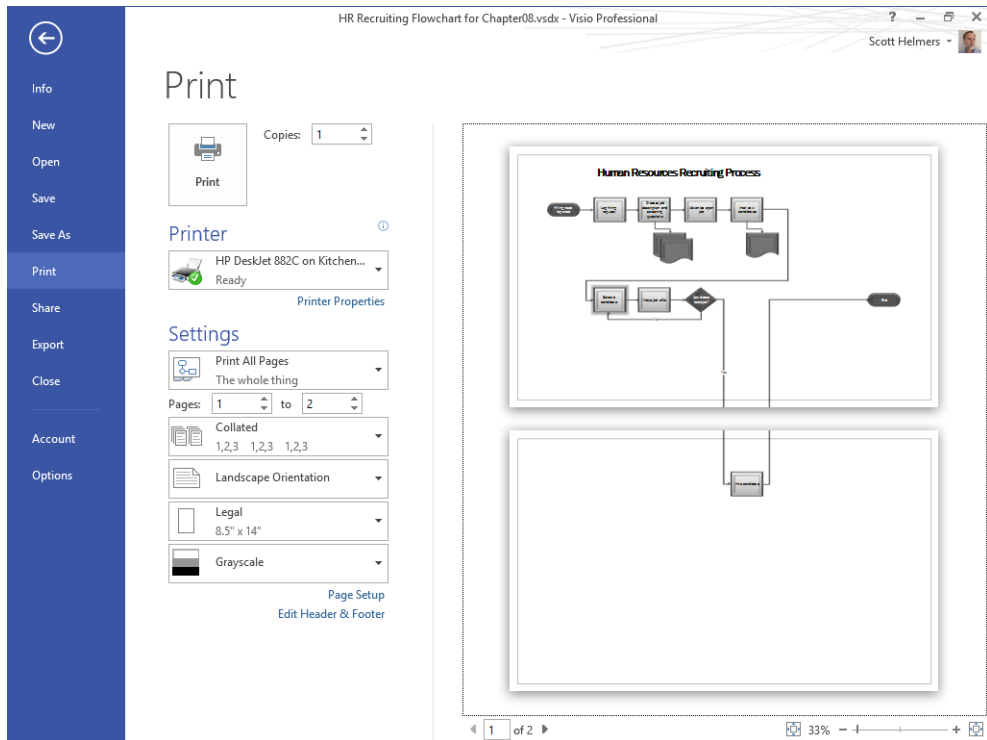 HR Recruiting Flowchart for Chapter08.vsdx - Visio Professional
?
Scott Helmers
Info
New
Open
Save
Save As
Print
Share
Export
Close
Account
Options
Print
Print
Copies: 1
Printer
HP DeskJet 882C on Kitchen...
Ready
Printer Properties
Settings
Print All Pages
The whole thing
Pages: 1 to 2
Collated
1,2,3 1,2,3 1,2,3
Landscape Orientation
Legal
8.5" x 14"
Grayscale
Page Setup
Edit Header & Footer
Human Resources Recruiting Process
End
1 of 2
33%